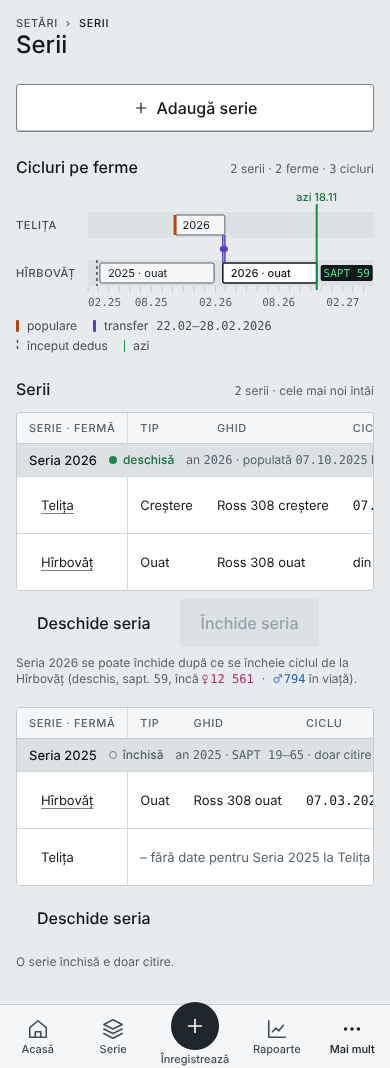 SETĂRI › SERII
Serii
+ Adaugă serie
Cicluri pe ferme
2 serii · 2 ferme · 3 cicluri
azi 18.11
TELIȚA
2026
HÎRBOVĂȚ
2025 · ouat
2026 · ouat
SAPT 59
02.25 08.25 02.26 08.26 02.27
populare transfer 22.02–28.02.2026
început dedus azi
Serii
2 serii · cele mai noi întâi
SERIE · FERMĂ TIP GHID CIC
Seria 2026 deschisă an 2026 · populată 07.10.2025
Telița Creștere Ross 308 creștere 07.
Hîrbovăț Ouat Ross 308 ouat din
Deschide seria Închide seria
Seria 2026 se poate închide după ce se încheie ciclul de la
Hîrbovăț (deschis, sapt. 59, încă ♀12 561 · ♂794 în viață).
SERIE · FERMĂ TIP GHID CICLU
Seria 2025 închisă an 2025 · SAPT 19–65 · doar citire
Hîrbovăț Ouat Ross 308 ouat 07.03.202
Telița – fără date pentru Seria 2025 la Telița
Deschide seria
O serie închisă e doar citire.
Acasă Serie Înregistrează Rapoarte Mai mult